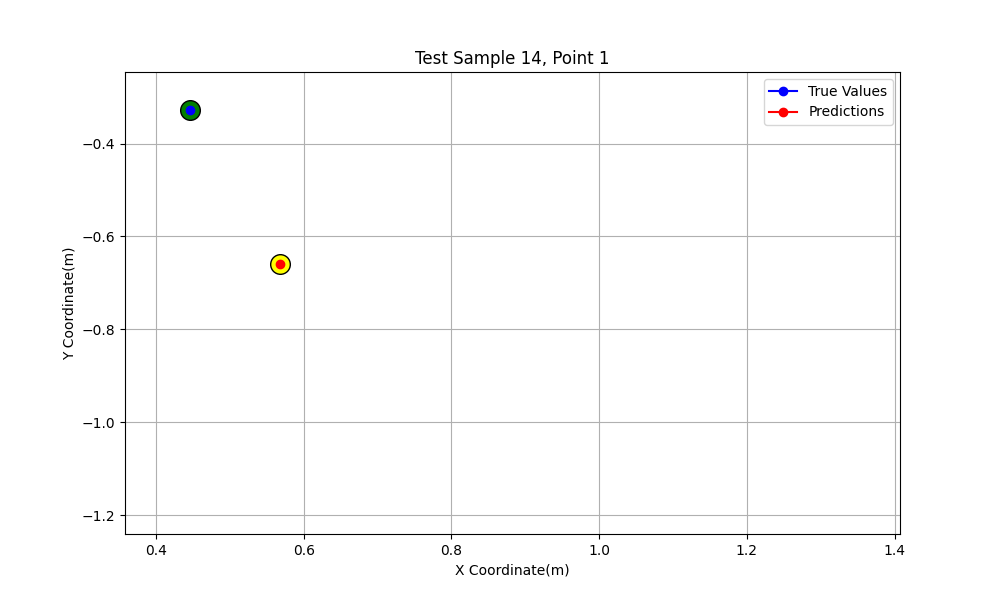 Test Sample 14, Point 1
True Values
Predictions
−0.4
−0.6
−0.8
−1.0
−1.2
Y Coordinate(m)
0.4 0.6 0.8 1.0 1.2 1.4
X Coordinate(m)